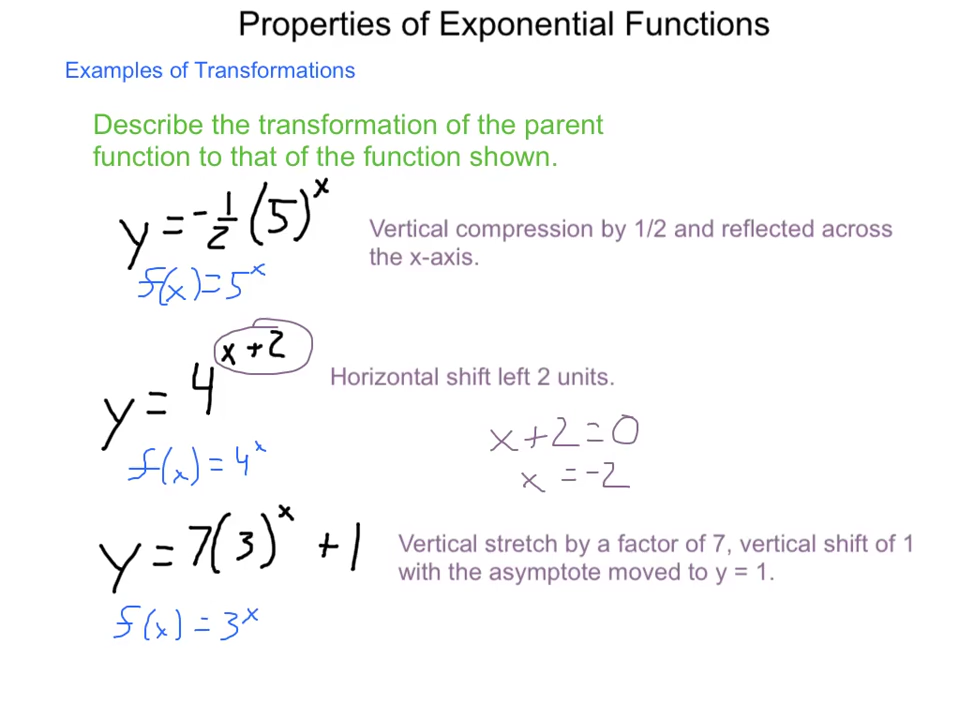 Properties of Exponential Functions
Examples of Transformations
Describe the transformation of the parent
function to that of the function shown.
y = -1/2 (5)^x
Vertical compression by 1/2 and reflected across
the x-axis.
f(x) = 5^x
y = 4^(x+2)
Horizontal shift left 2 units.
x+2=0
x = -2
f(x) = 4^x
y = 7(3)^x + 1
Vertical stretch by a factor of 7, vertical shift of 1
with the asymptote moved to y = 1.
f(x) = 3^x